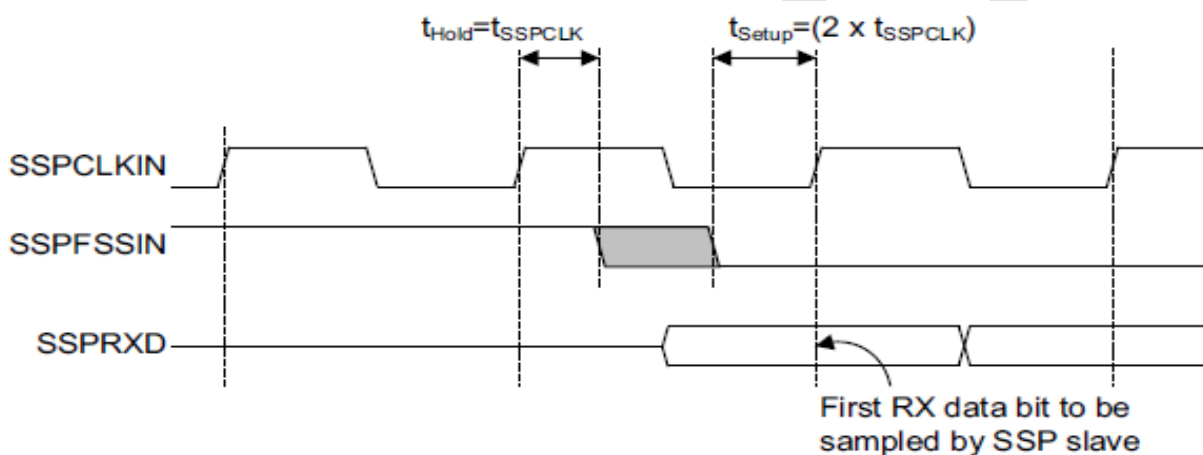 tHold=tSSPCLK
tSetup=(2 x tSSPCLK)
SSPCLKIN
SSPFSSIN
SSPRXD
First RX data bit to be
sampled by SSP slave